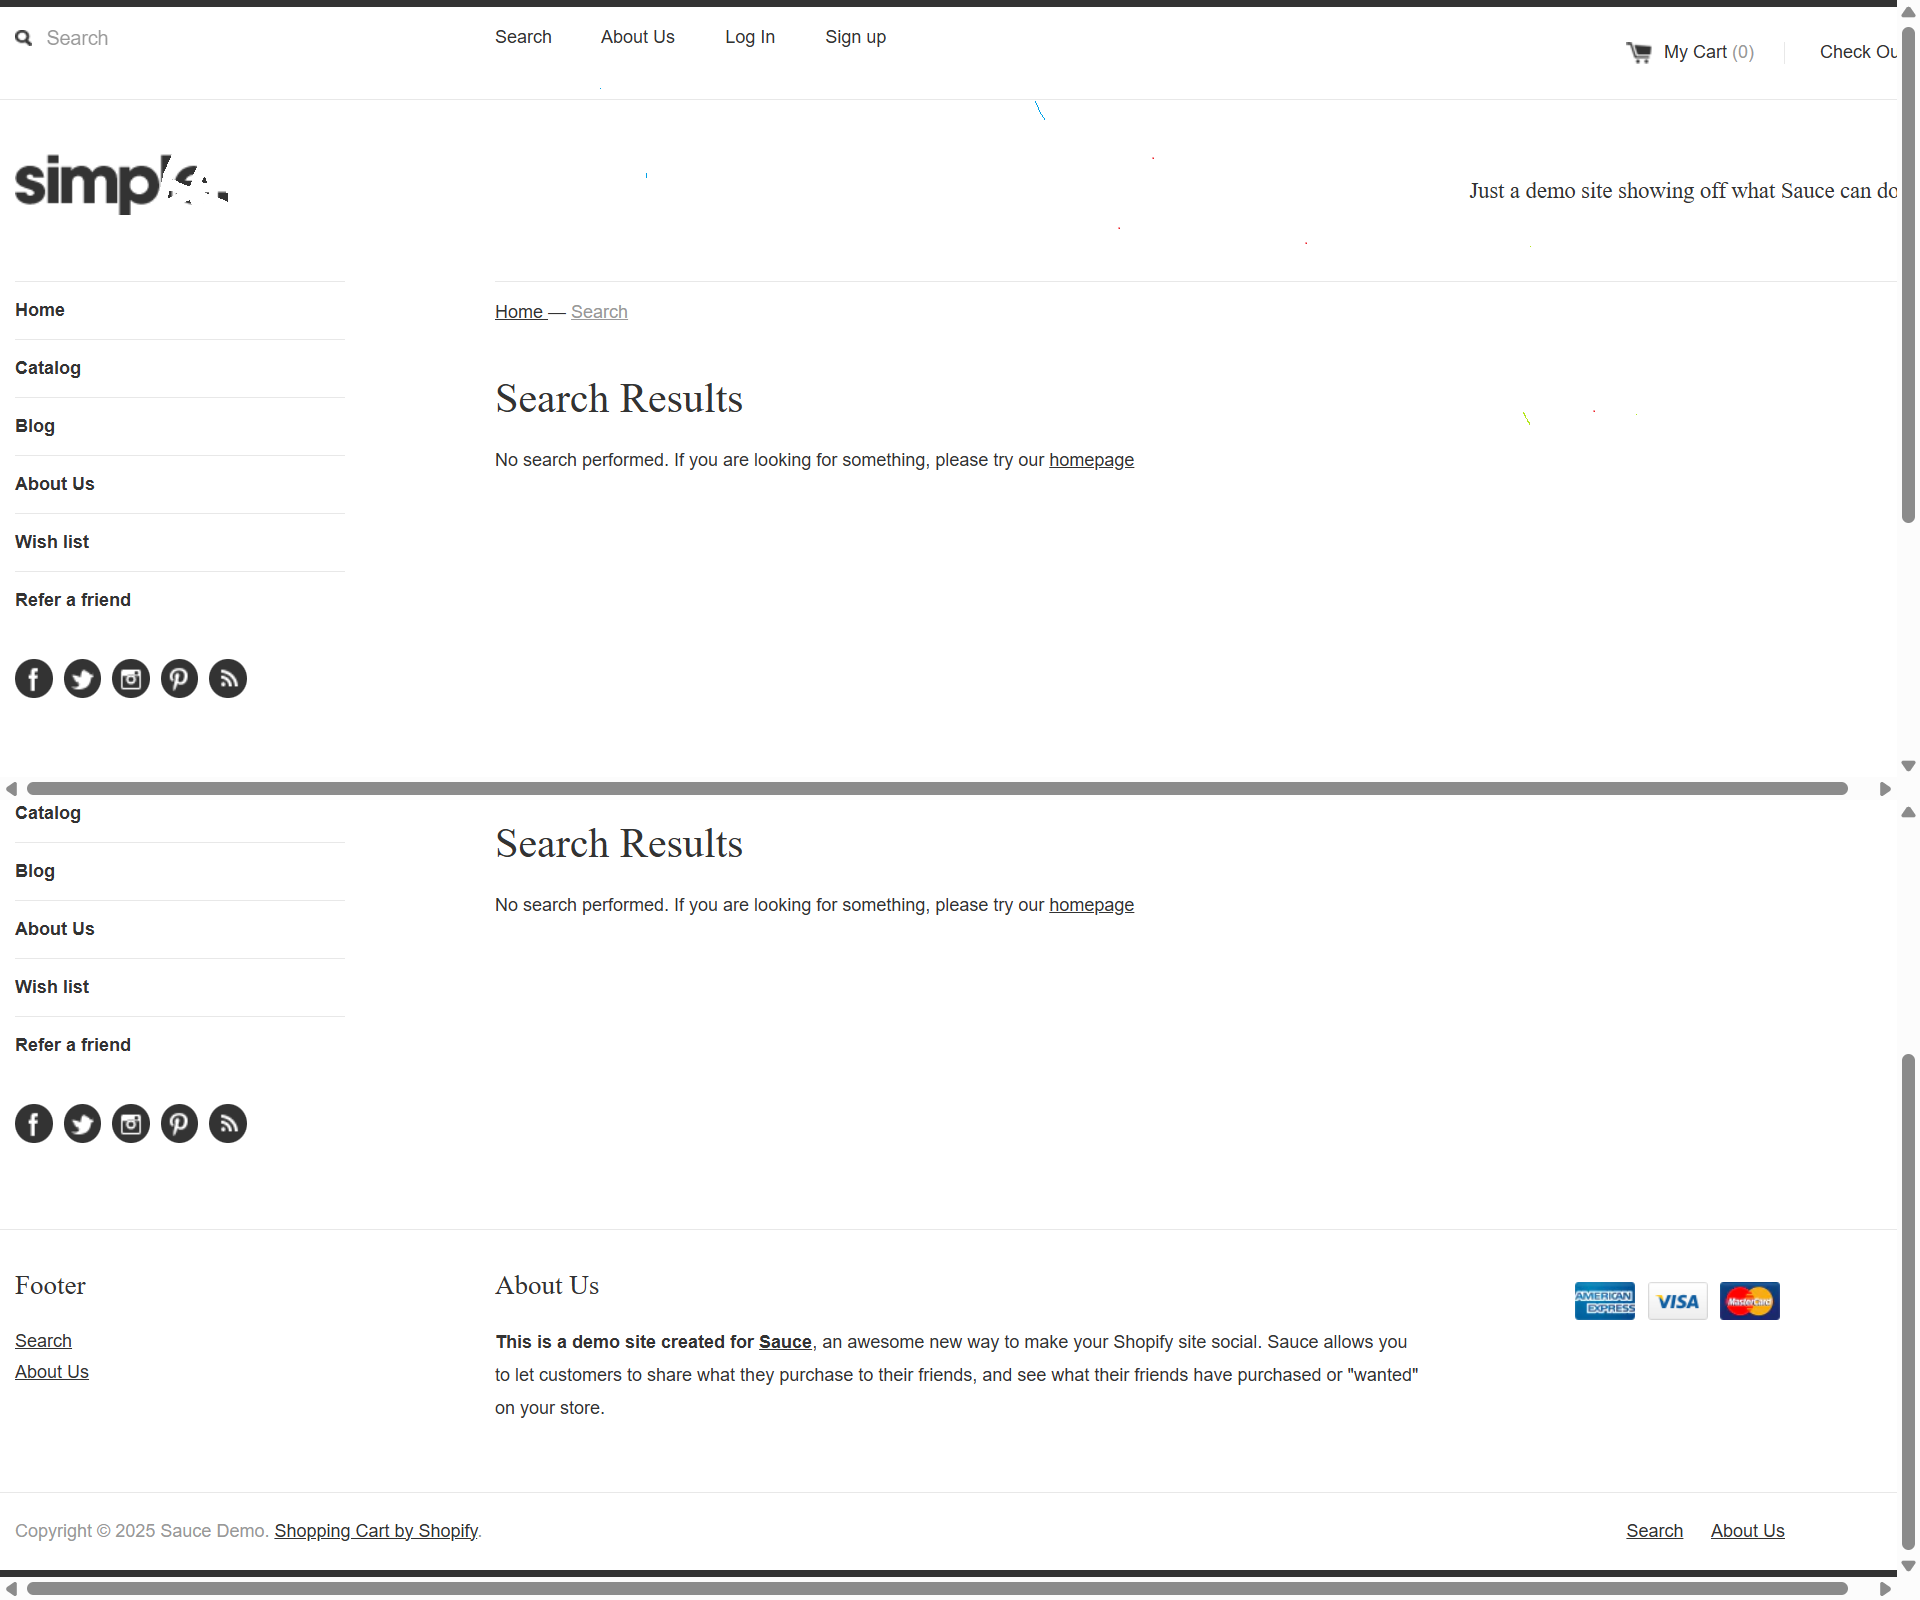 Search
Search About Us Log In Sign up
My Cart (0)
Check Ou
Just a demo site showing off what Sauce can do
Home
Catalog
Blog
About Us
Wish list
Refer a friend
Home — Search
Search Results
No search performed. If you are looking for something, please try our homepage
Catalog
Blog
About Us
Wish list
Refer a friend
Search Results
No search performed. If you are looking for something, please try our homepage
Footer
Search
About Us
About Us
This is a demo site created for Sauce, an awesome new way to make your Shopify site social. Sauce allows you
to let customers to share what they purchase to their friends, and see what their friends have purchased or "wanted"
on your store.
AMERICAN EXPRESS
VISA
MasterCard
Copyright © 2025 Sauce Demo. Shopping Cart by Shopify.
Search About Us